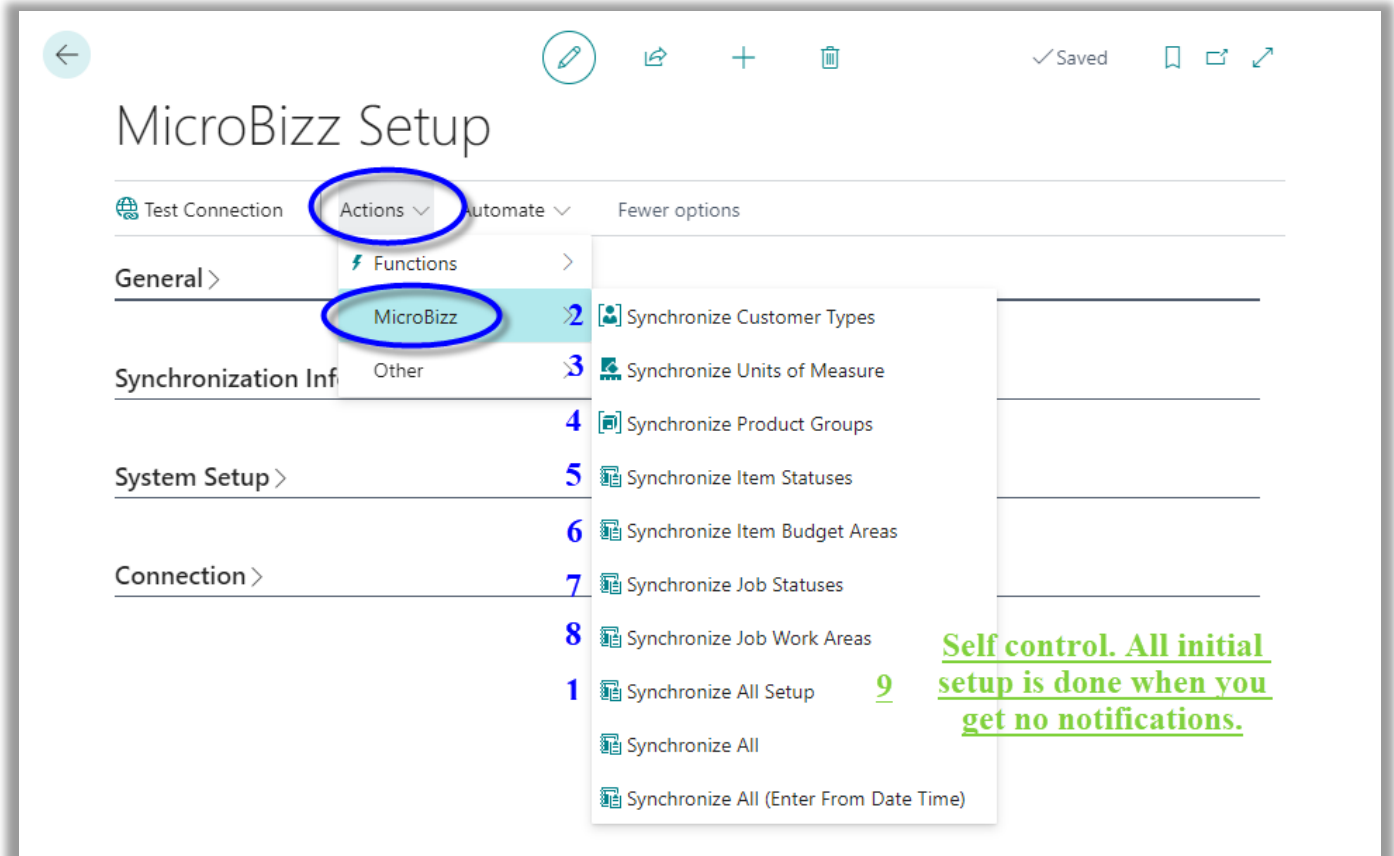 Saved
MicroBizz Setup
Test Connection Actions Automate Fewer options
General
Functions
MicroBizz 2 Synchronize Customer Types
Synchronization Inf Other 3 Synchronize Units of Measure
4 Synchronize Product Groups
System Setup 5 Synchronize Item Statuses
6 Synchronize Item Budget Areas
Connection 7 Synchronize Job Statuses
8 Synchronize Job Work Areas
1 Synchronize All Setup 9
Self control. All initial
setup is done when you
get no notifications.
Synchronize All
Synchronize All (Enter From Date Time)